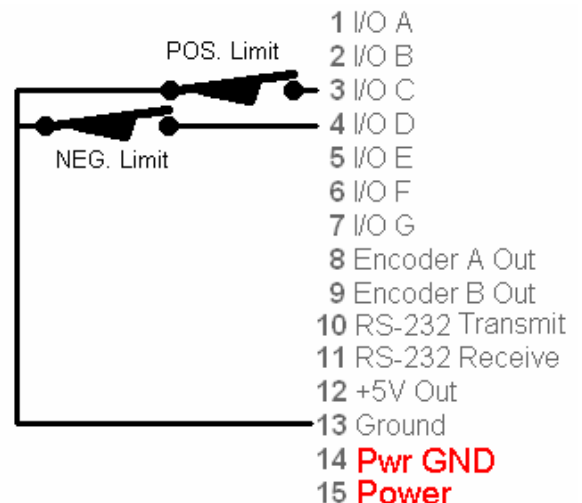 POS. Limit
NEG. Limit
1 I/O A
2 I/O B
3 I/O C
4 I/O D
5 I/O E
6 I/O F
7 I/O G
8 Encoder A Out
9 Encoder B Out
10 RS-232 Transmit
11 RS-232 Receive
12 +5V Out
13 Ground
14 Pwr GND
15 Power